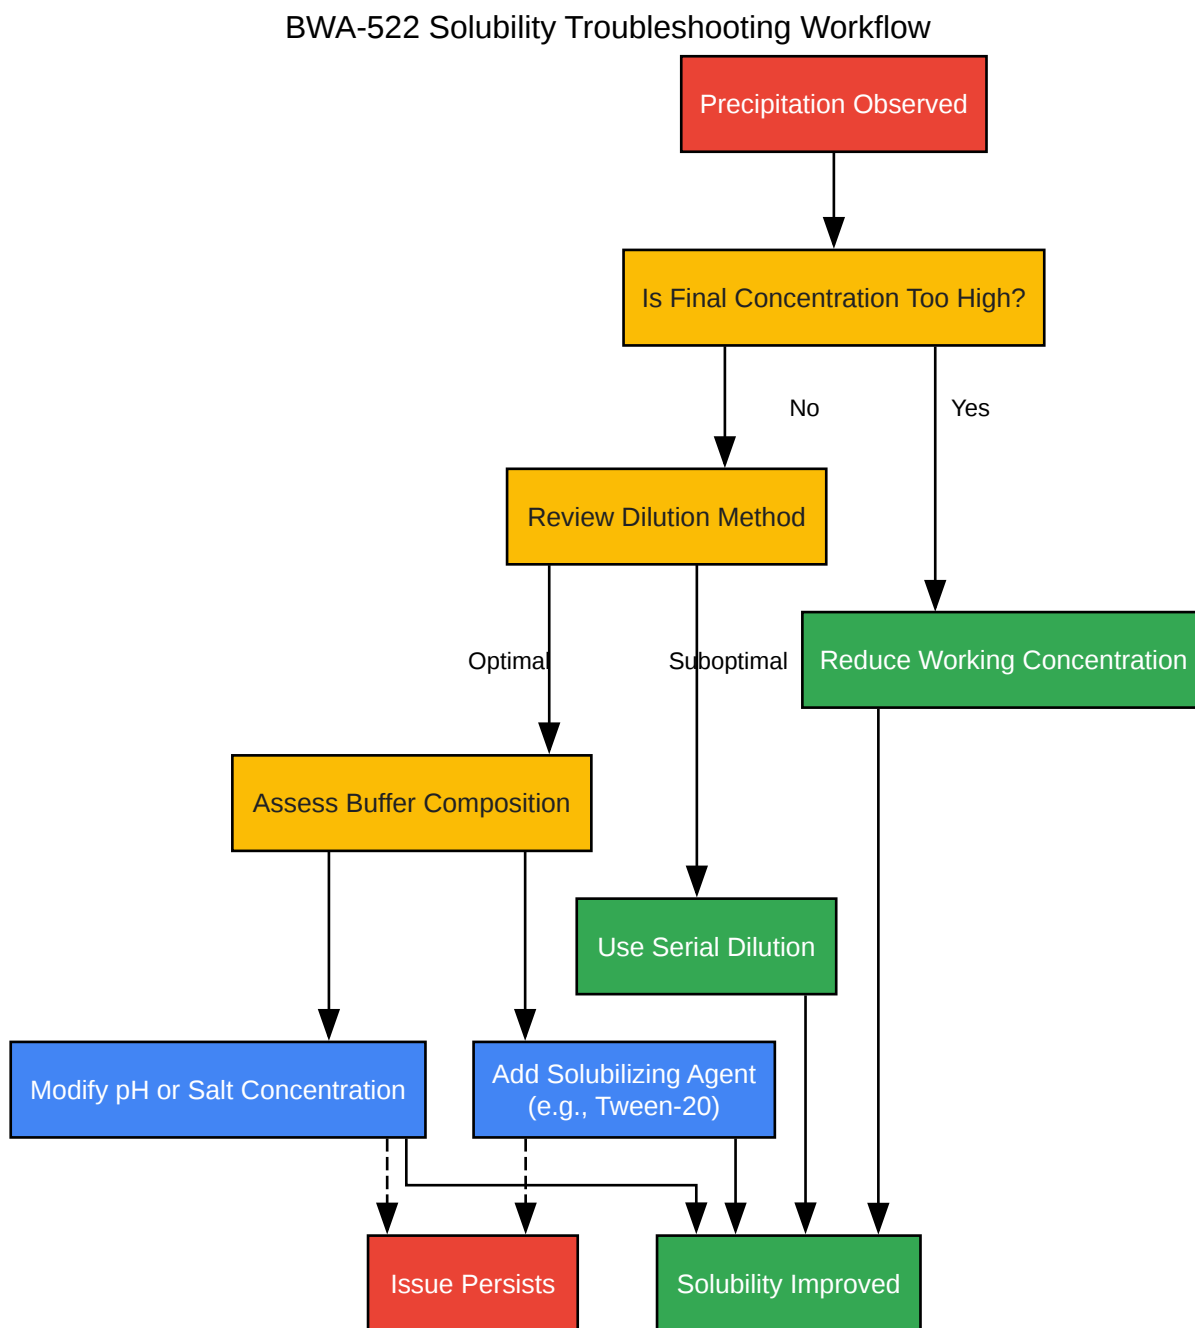 BWA-522 Solubility Troubleshooting Workflow
Precipitation Observed
Is Final Concentration Too High?
No
Yes
Review Dilution Method
Optimal
Suboptimal
Reduce Working Concentration
Assess Buffer Composition
Use Serial Dilution
Modify pH or Salt Concentration
Add Solubilizing Agent
(e.g., Tween-20)
Issue Persists
Solubility Improved